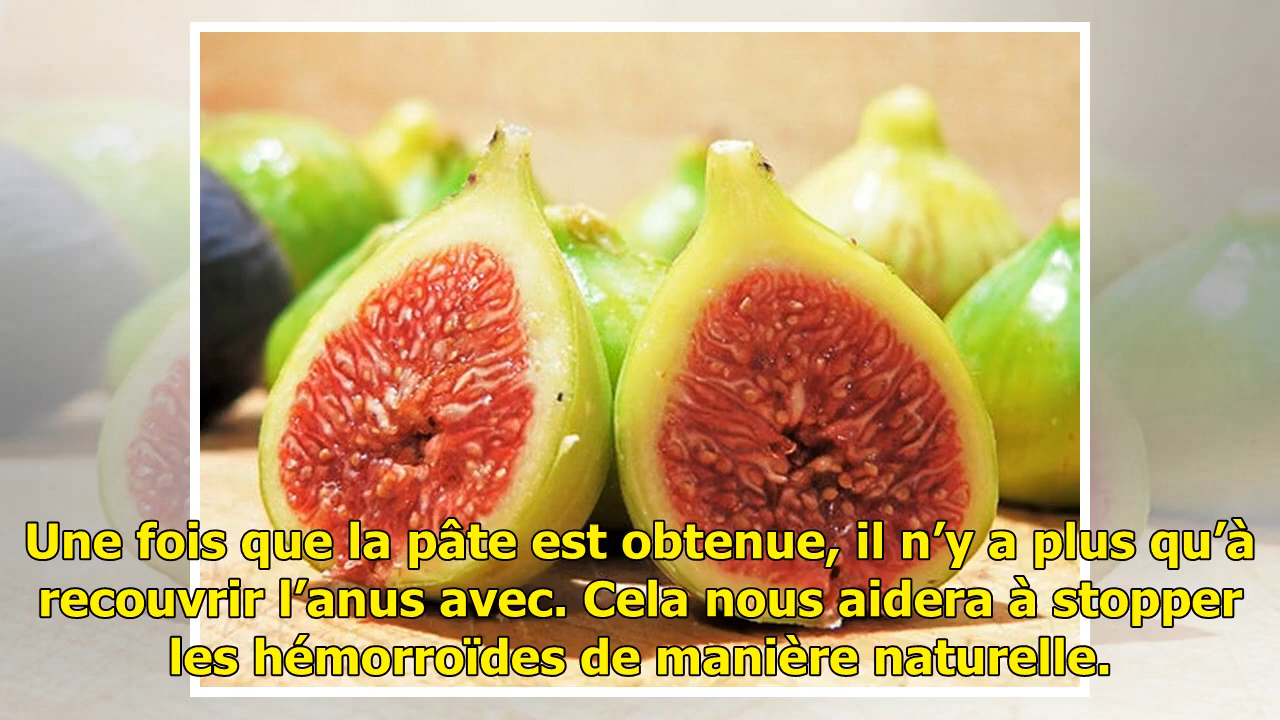 Une fois que la pâte est obtenue, il n’y a plus qu’à
recouvrir l’anus avec. Cela nous aidera à stopper
les hémorroïdes de manière naturelle.